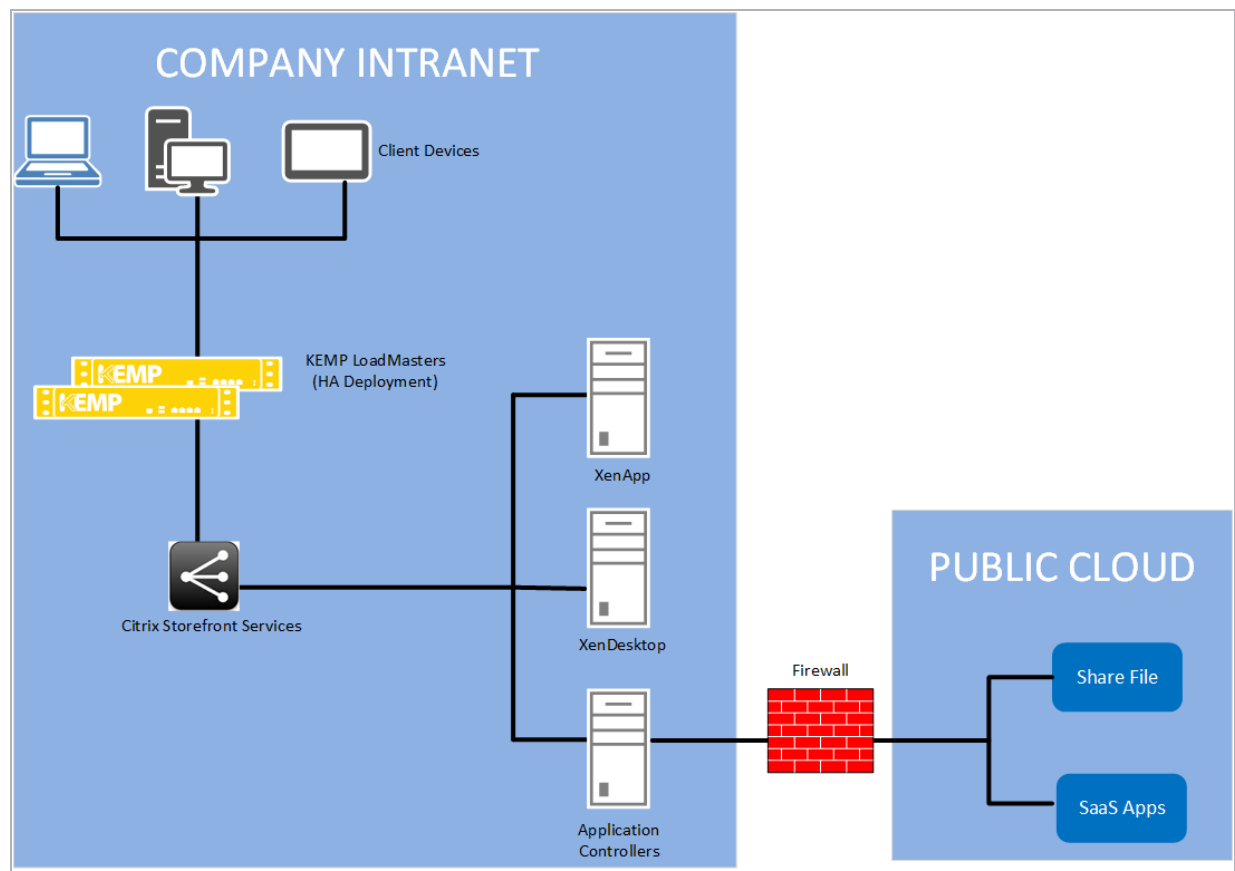 COMPANY INTRANET
Client Devices
KEMP
KEMP
KEMP LoadMasters
(HA Deployment)
XenApp
Citrix Storefront Services
XenDesktop
PUBLIC CLOUD
Firewall
Share File
SaaS Apps
Application
Controllers